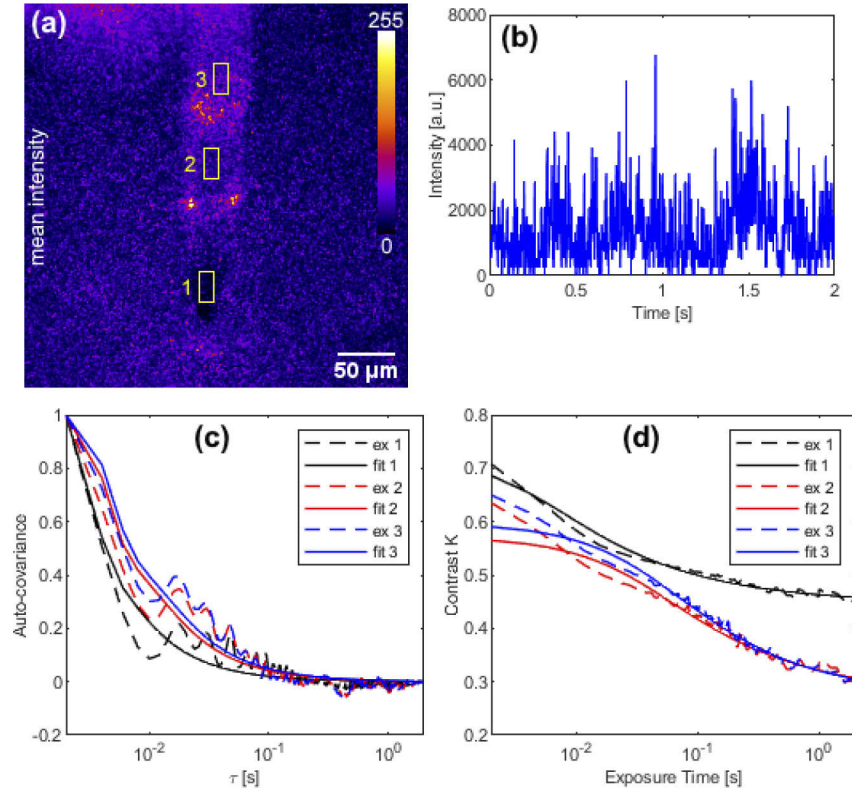 (a)
255
3
2
1
0
mean intensity
50 µm
(b)
8000
6000
4000
2000
0
Intensity [a.u.]
0
0.5
1
1.5
2
Time [s]
(c)
1
0.8
0.6
0.4
0.2
0
-0.2
Auto-covariance
ex 1
fit 1
ex 2
fit 2
ex 3
fit 3
10⁻²
10⁻¹
10⁰
τ [s]
(d)
0.8
0.7
0.6
0.5
0.4
0.3
0.2
Contrast K
ex 1
fit 1
ex 2
fit 2
ex 3
fit 3
10⁻²
10⁻¹
10⁰
Exposure Time [s]